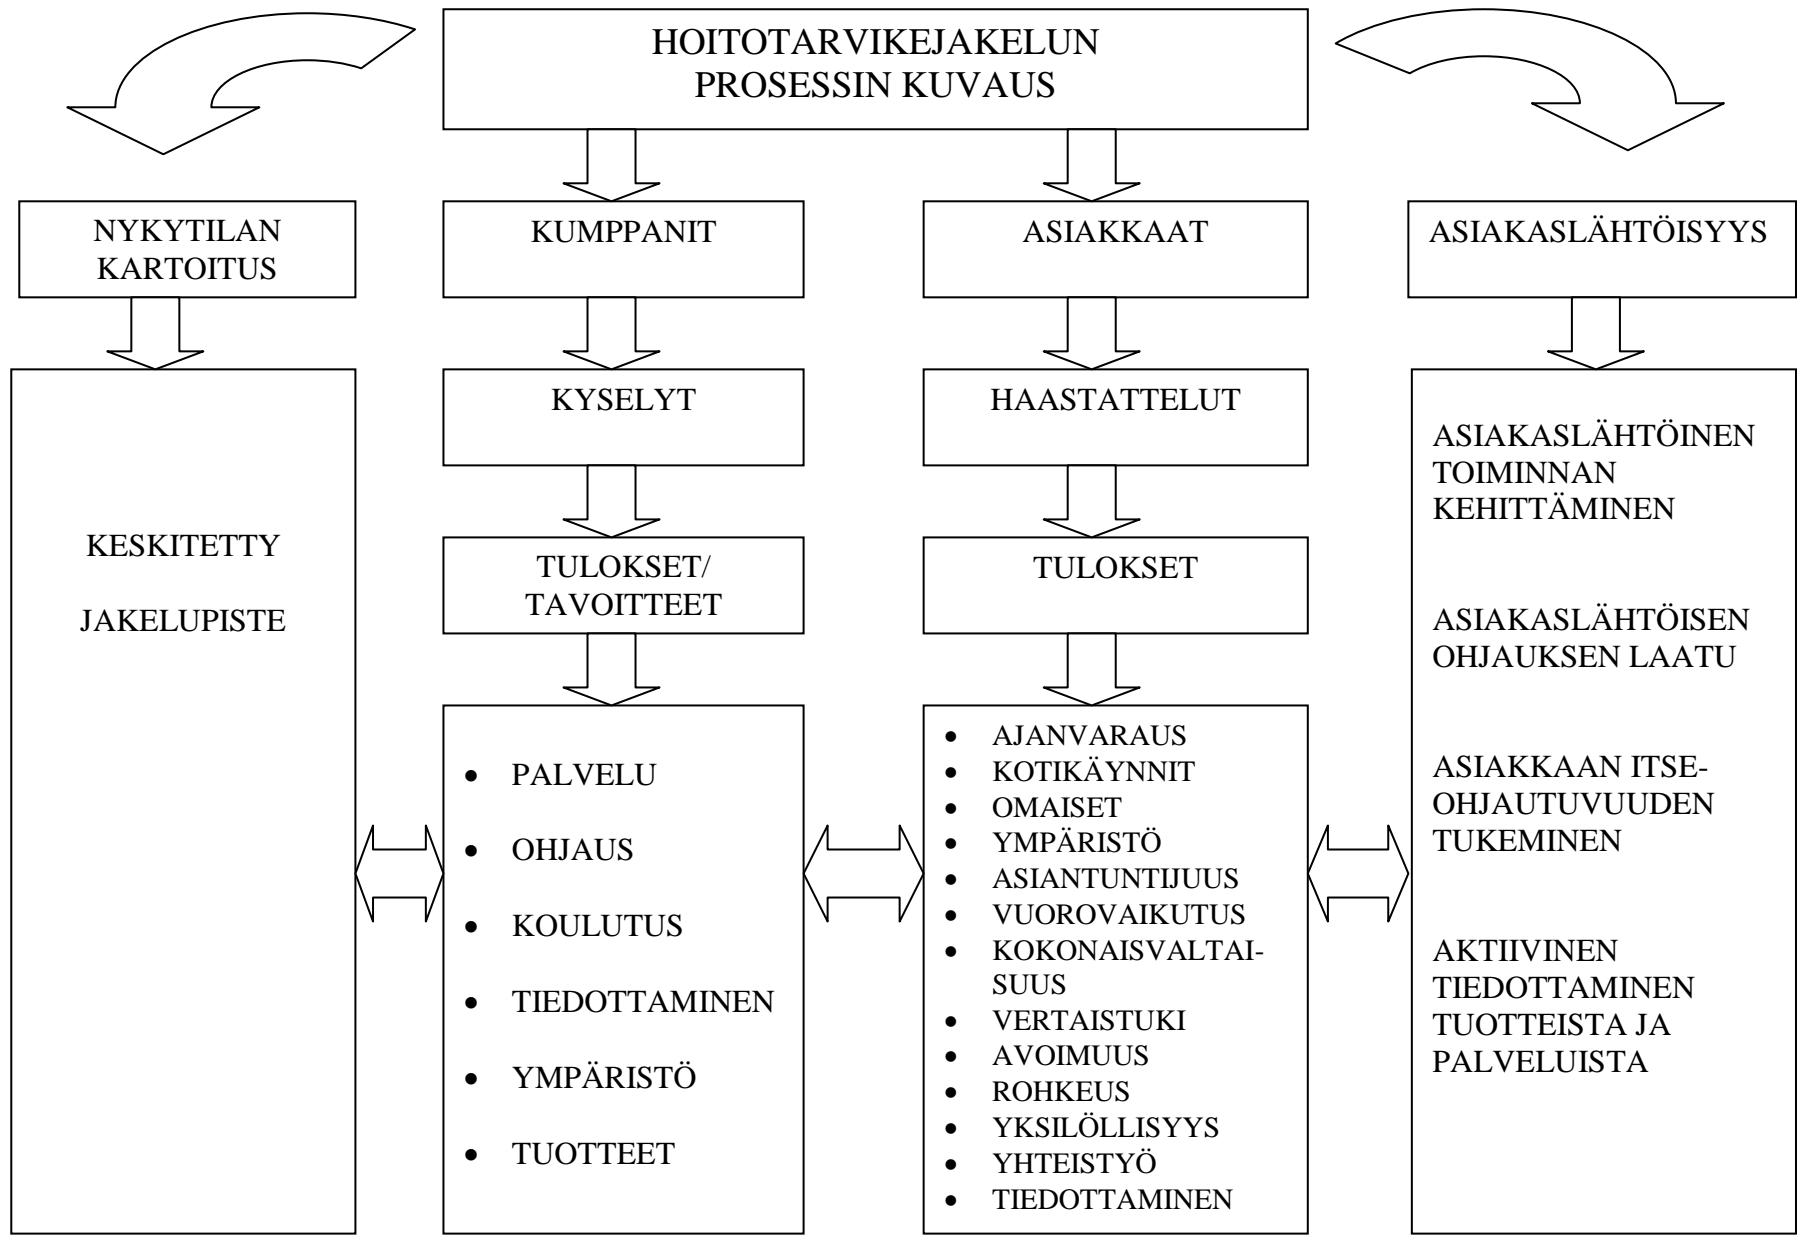 HOITOTARVIKEJAKELUN
PROSESSIN KUVAUS
NYKYTILAN
KARTOITUS
KESKITETTY
JAKELUPISTE
KUMPPANIT
KYSELYT
TULOKSET/
TAVOITTEET
• PALVELU
• OHJAUS
• KOULUTUS
• TIEDOTTAMINEN
• YMPÄRISTÖ
• TUOTTEET
ASIAKKAAT
HAASTATTELUT
TULOKSET
• AJANVARAUS
• KOTIKÄYNNIT
• OMAISET
• YMPÄRISTÖ
• ASIANTUNTIJUUS
• VUOROVAIKUTUS
• KOKONAISVALTAI-
SUUS
• VERTAISTUKI
• AVOIMUUS
• ROHKEUS
• YKSILÖLLISYYS
• YHTEISTYÖ
• TIEDOTTAMINEN
ASIAKASLÄHTÖISYYS
ASIAKASLÄHTÖINEN
TOIMINNAN
KEHITTÄMINEN
ASIAKASLÄHTÖISEN
OHJAUKSEN LAATU
ASIAKKAAN ITSE-
OHJAUTUVUUDEN
TUKEMINEN
AKTIIVINEN
TIEDOTTAMINEN
TUOTTEISTA JA
PALVELUISTA